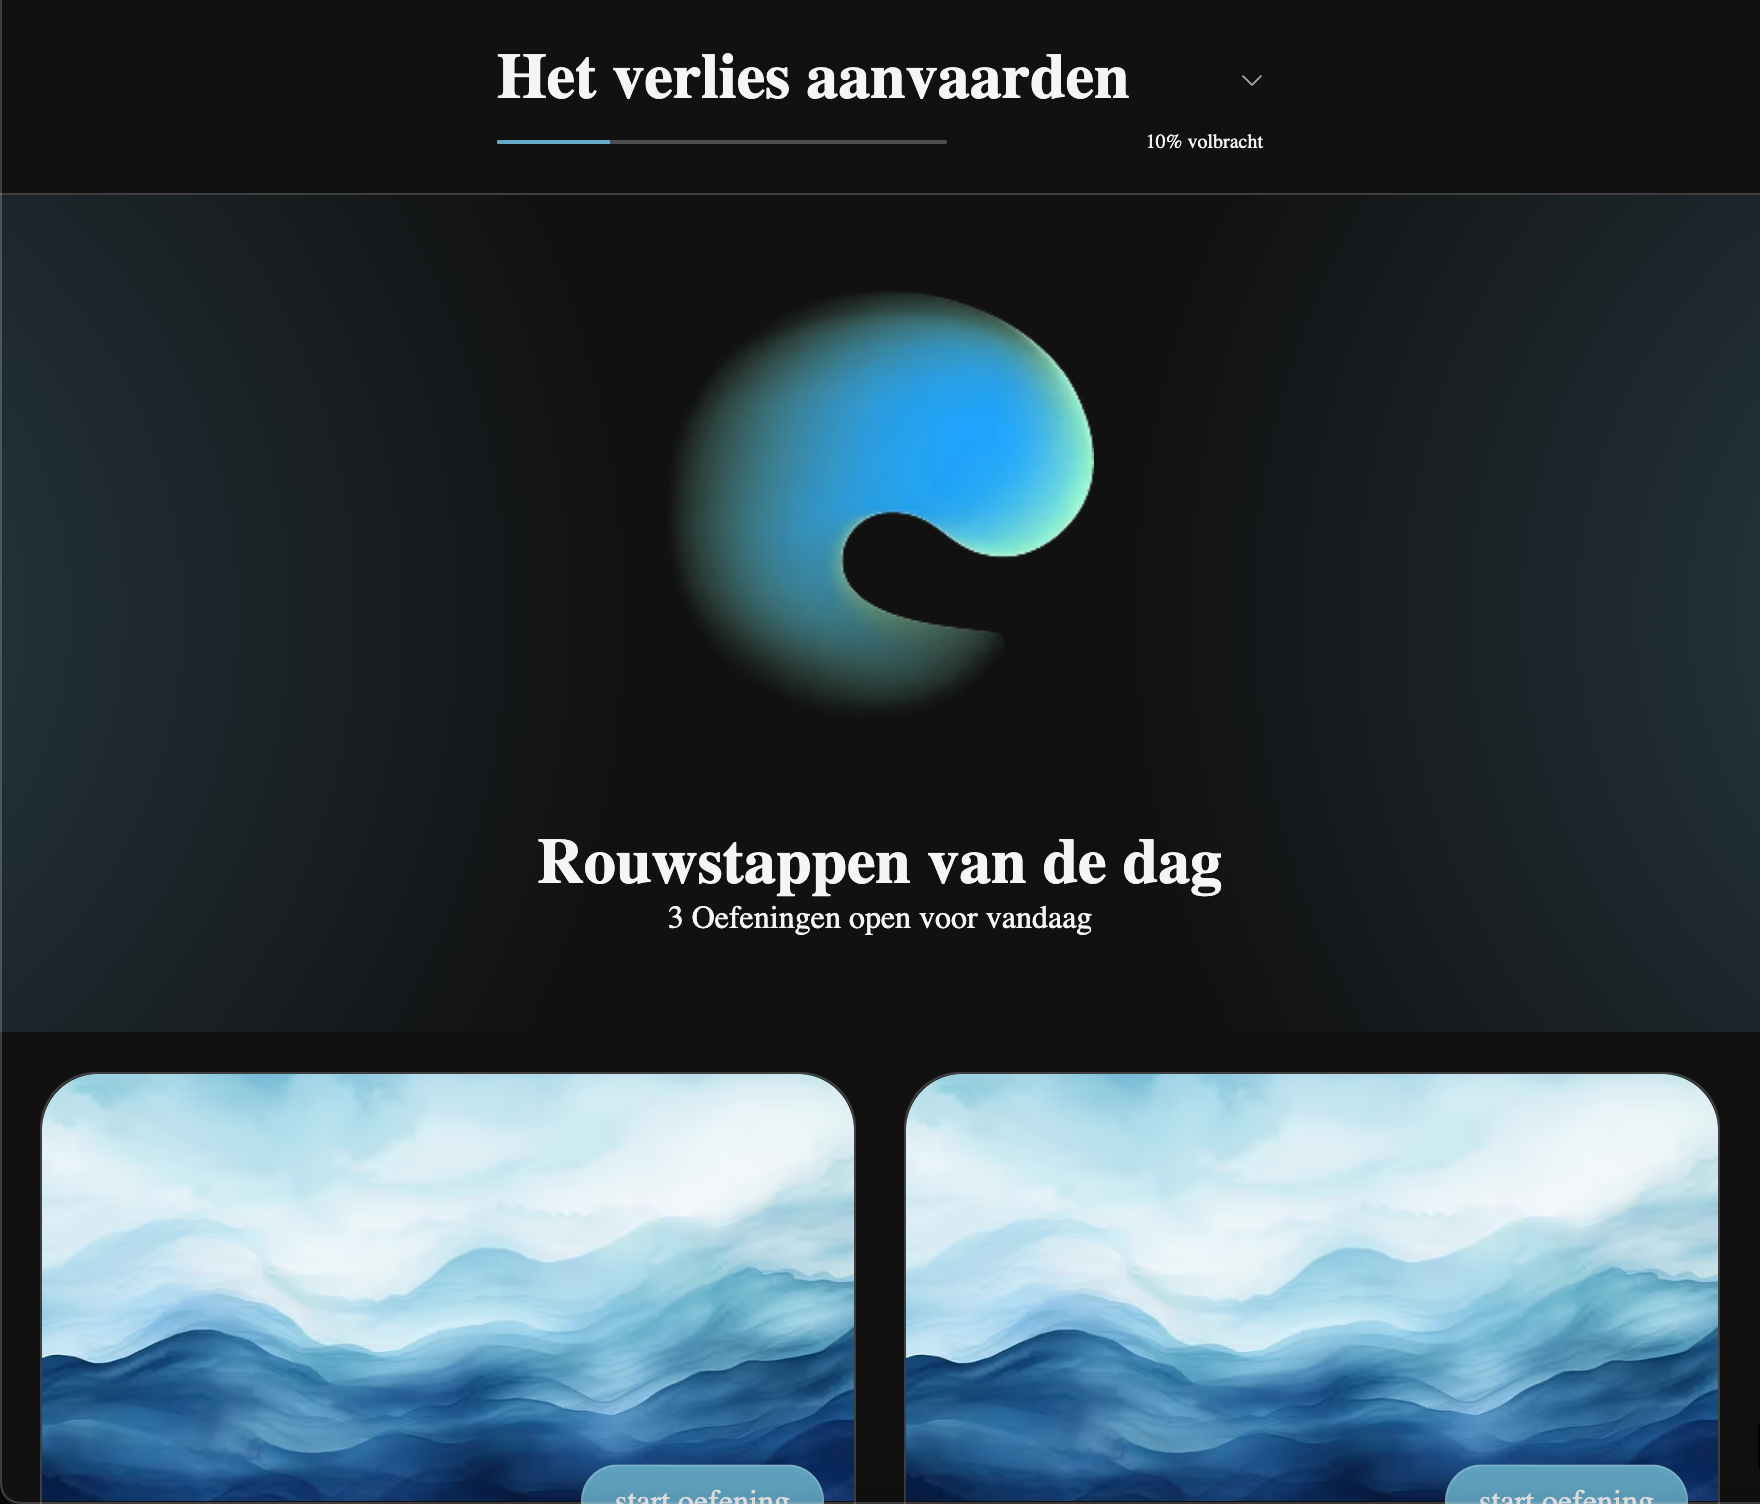 Het verlies aanvaarden
10% volbracht
Rouwstappen van de dag
3 Oefeningen open voor vandaag
start oefening
start oefening